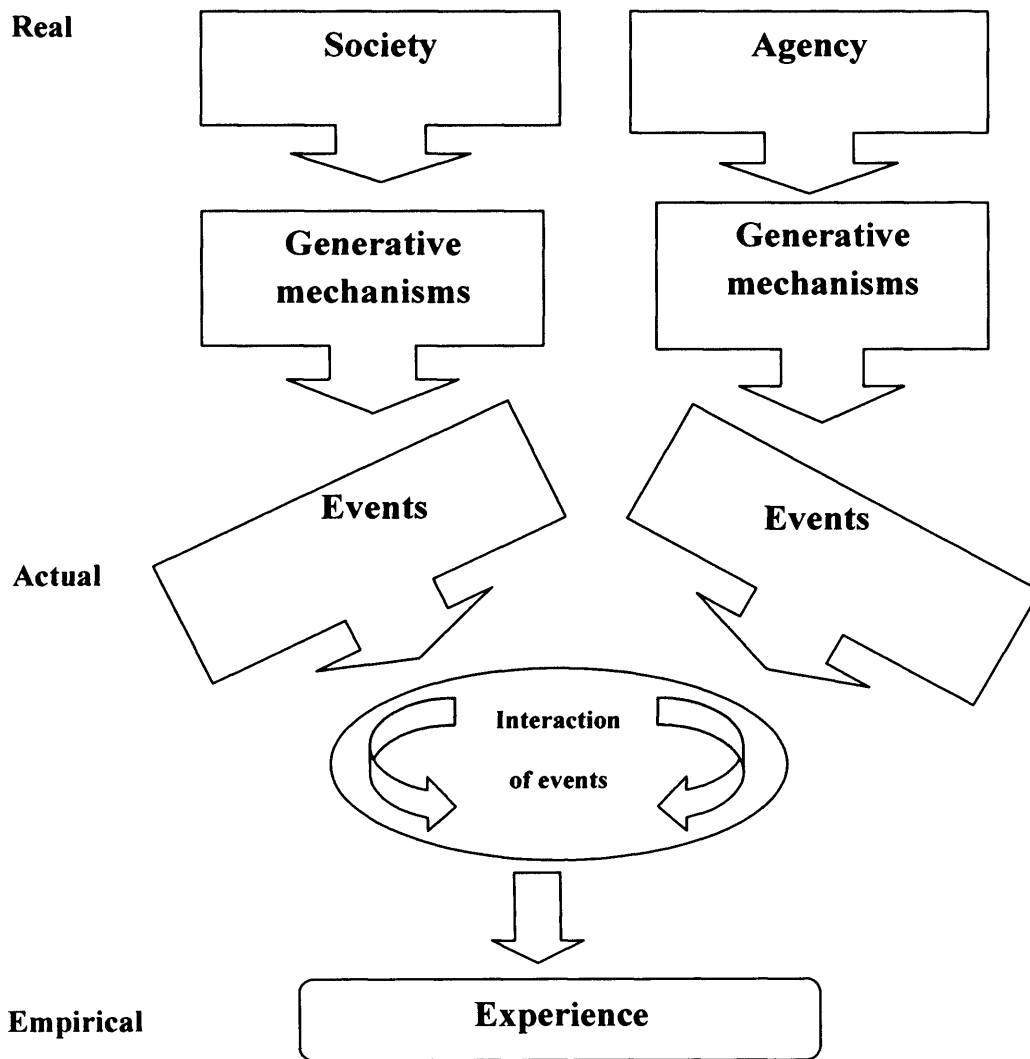 Real
Society
Agency
Generative
mechanisms
Generative
mechanisms
Events
Events
Actual
Interaction
of events
Empirical
Experience